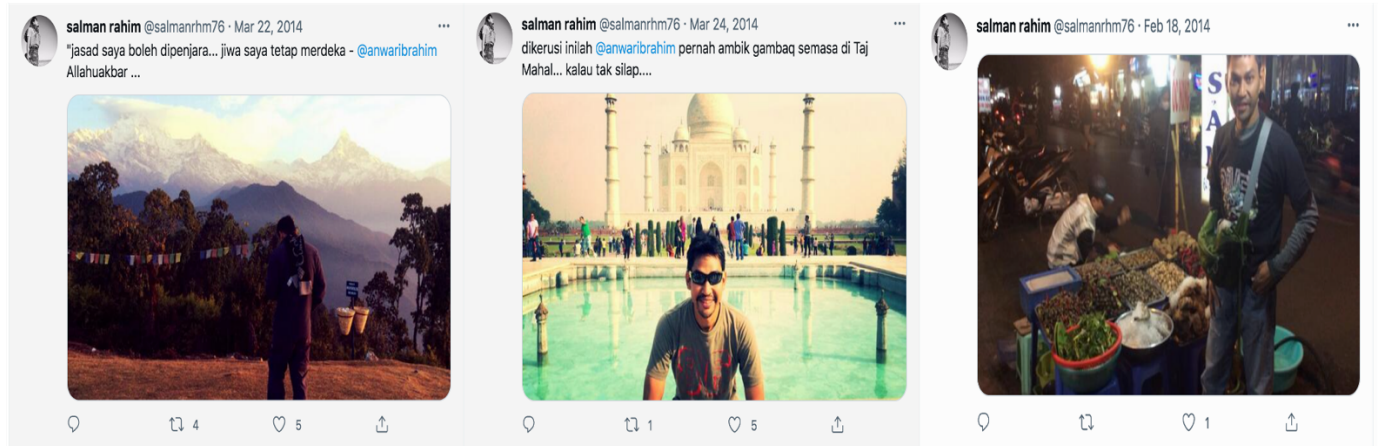 salman rahim @salmanrhm76 · Mar 22, 2014
"jasad saya boleh dipenjara... jiwa saya tetap merdeka - @anwaribrahim
Allahuakbar ...
4
5
salman rahim @salmanrhm76 · Mar 24, 2014
dikerusi inilah @anwaribrahim pernah ambik gambaq semasa di Taj
Mahal... kalau tak silap....
1
5
salman rahim @salmanrhm76 · Feb 18, 2014
S
A
1